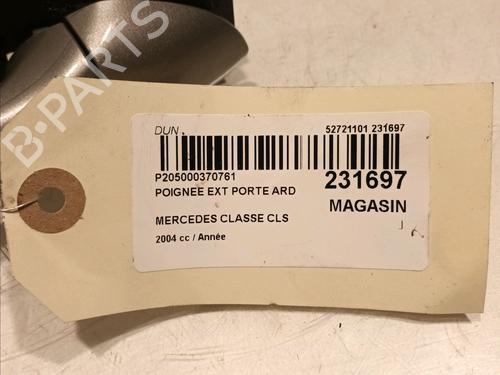 B-PARTS
DUN
52721101 231697
P205000370761
POIGNEE EXT PORTE ARD
231697
MAGASIN
MERCEDES CLASSE CLS
2004 cc / Année